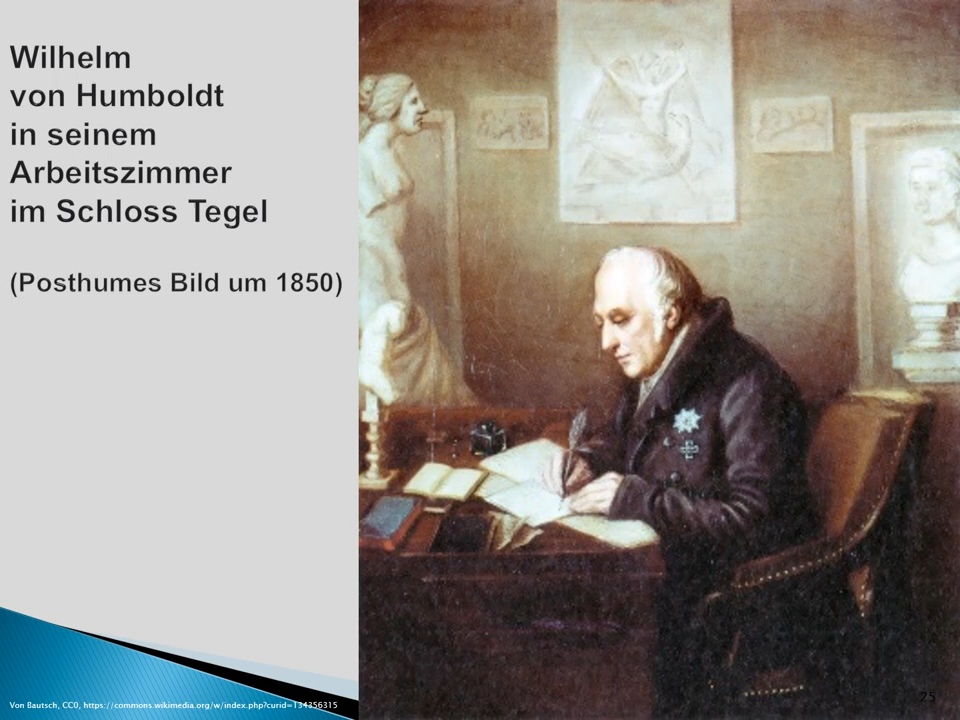 Wilhelm
von Humboldt
in seinem
Arbeitszimmer
im Schloss Tegel
(Posthumes Bild um 1850)
Von Bautsch, CC0, https://commons.wikimedia.org/w/index.php?curid=134356315
25